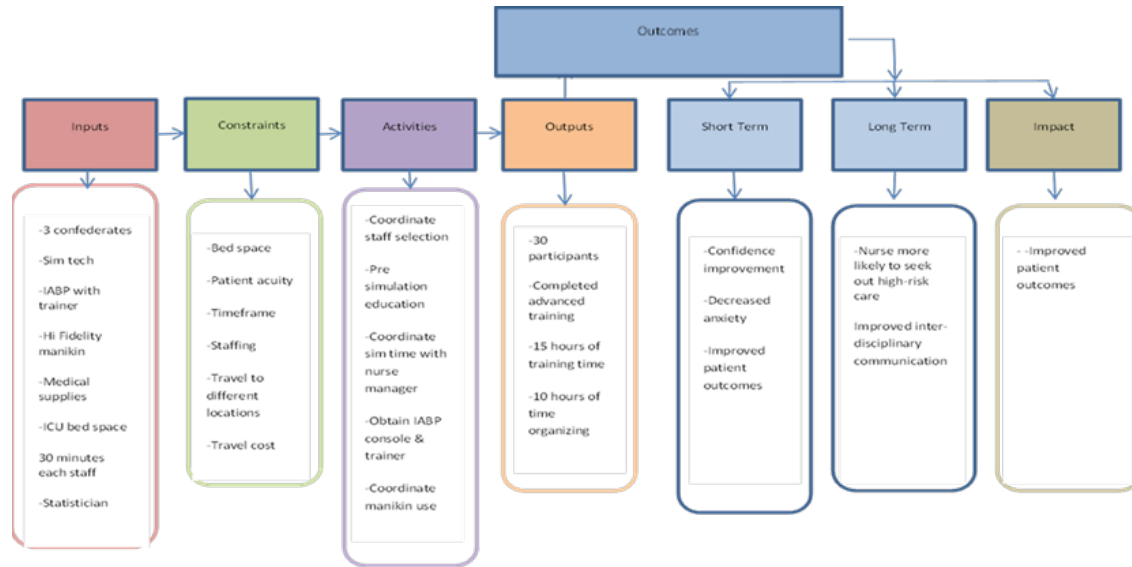 Outcomes
Inputs
Constraints
Activities
Outputs
Short Term
Long Term
Impact
-3 confederates
-Sim tech
-IABP with
trainer
-Hi Fidelity
manikin
-Medical
supplies
-ICU bed space
30 minutes
each staff
-Statistician
-Bed space
-Patient acuity
-Timeframe
-Staffing
-Travel to
different
locations
-Travel cost
-Coordinate
staff selection
-Pre
simulation
education
-Coordinate
sim time with
nurse
manager
-Obtain IABP
console &
trainer
-Coordinate
manikin use
-30
participants
-Completed
advanced
training
-15 hours of
training time
-10 hours of
time
organizing
-Confidence
improvement
-Decreased
anxiety
-Improved
patient
outcomes
-Nurse more
likely to seek
out high-risk
care
Improved inter-
disciplinary
communication
- -Improved
patient
outcomes